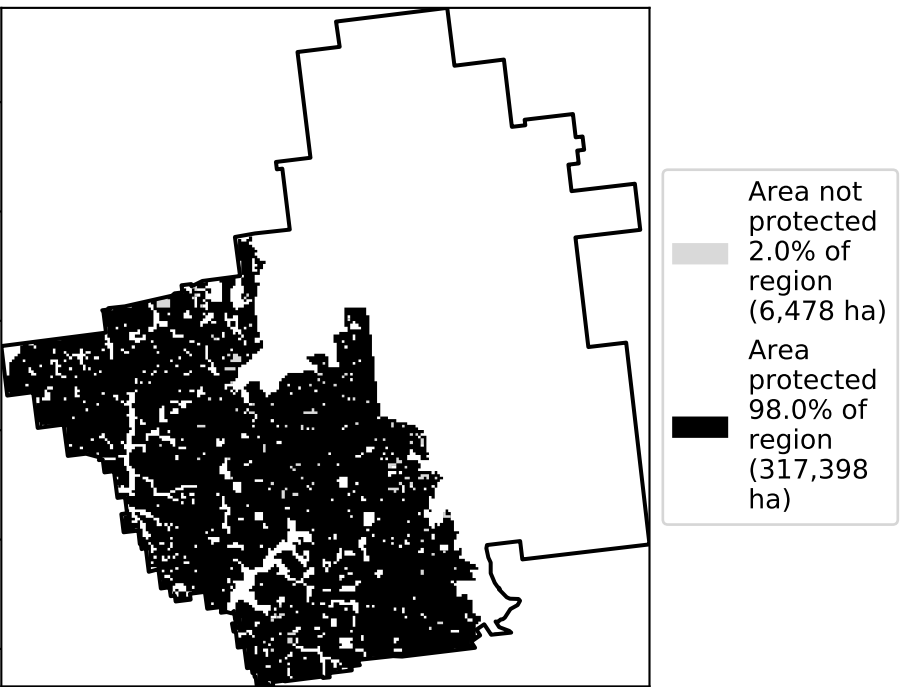 Area not
protected
2.0% of
region
(6,478 ha)
Area
protected
98.0% of
region
(317,398
ha)